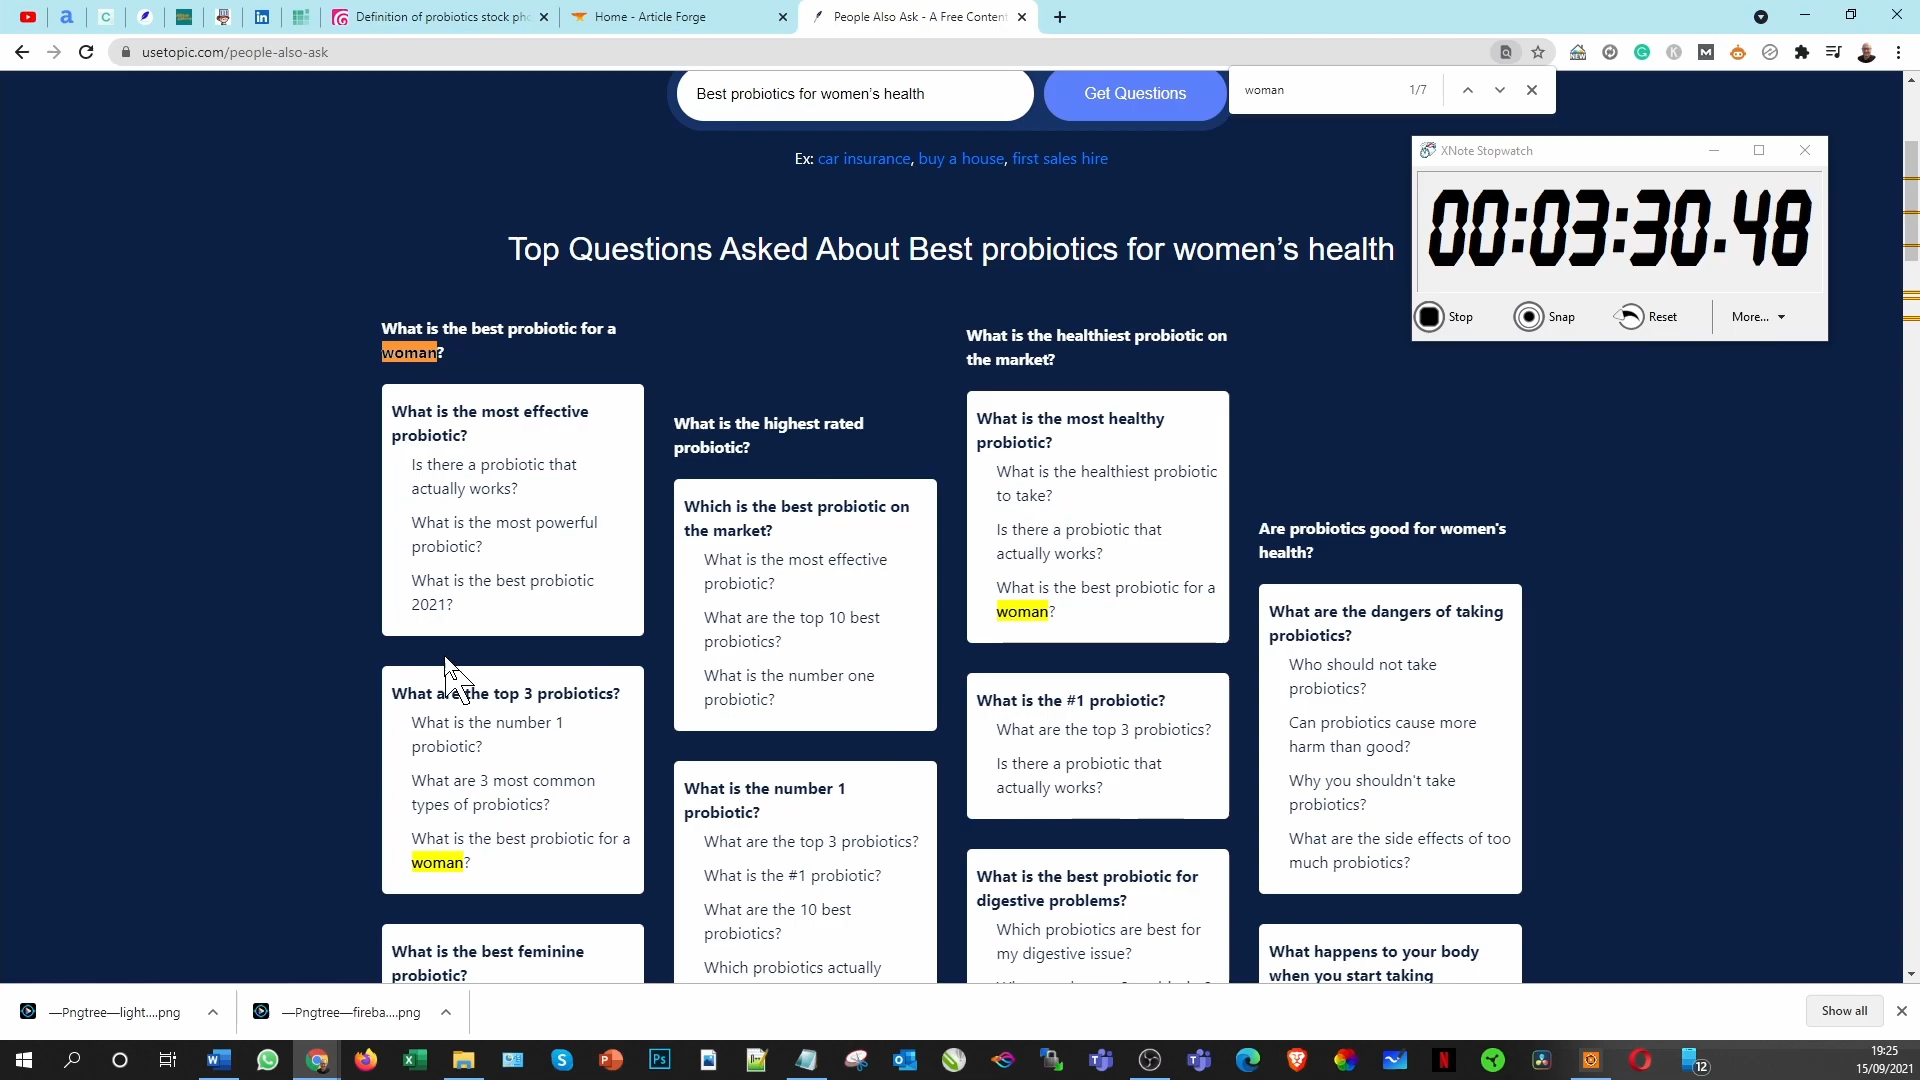 Definition of probiotics stock pho
Home - Article Forge
People Also Ask - A Free Content
usetopic.com/people-also-ask
Best probiotics for women's health
Get Questions
woman
1/7
Ex: car insurance, buy a house, first sales hire
XNote Stopwatch
00:03:30.48
Stop
Snap
Reset
More...
Top Questions Asked About Best probiotics for women's health
What is the best probiotic for a
woman?
What is the most effective
probiotic?
Is there a probiotic that
actually works?
What is the most powerful
probiotic?
What is the best probiotic
2021?
What are the top 3 probiotics?
What is the number 1
probiotic?
What are 3 most common
types of probiotics?
What is the best probiotic for a
woman?
What is the best feminine
probiotic?
What is the highest rated
probiotic?
Which is the best probiotic on
the market?
What is the most effective
probiotic?
What are the top 10 best
probiotics?
What is the number one
probiotic?
What is the number 1
probiotic?
What are the top 3 probiotics?
What is the #1 probiotic?
What are the 10 best
probiotics?
Which probiotics actually
What is the healthiest probiotic on
the market?
What is the most healthy
probiotic?
What is the healthiest probiotic
to take?
Is there a probiotic that
actually works?
What is the best probiotic for a
woman?
What is the #1 probiotic?
What are the top 3 probiotics?
Is there a probiotic that
actually works?
What is the best probiotic for
digestive problems?
Which probiotics are best for
my digestive issue?
Are probiotics good for women's
health?
What are the dangers of taking
probiotics?
Who should not take
probiotics?
Can probiotics cause more
harm than good?
Why you shouldn't take
probiotics?
What are the side effects of too
much probiotics?
What happens to your body
when you start taking
—Pngtree—light....png
—Pngtree—fireba....png
Show all
12
19:25
15/09/2021